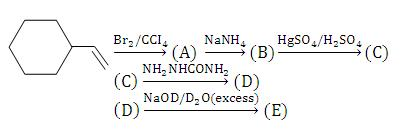 Br₂/CCl₄ (A) NaNH₄ (B) HgSO₄/H₂SO₄ (C)
(C) NH₂NHCONH₂ (D)
(D) NaOD/D₂O(excess) (E)